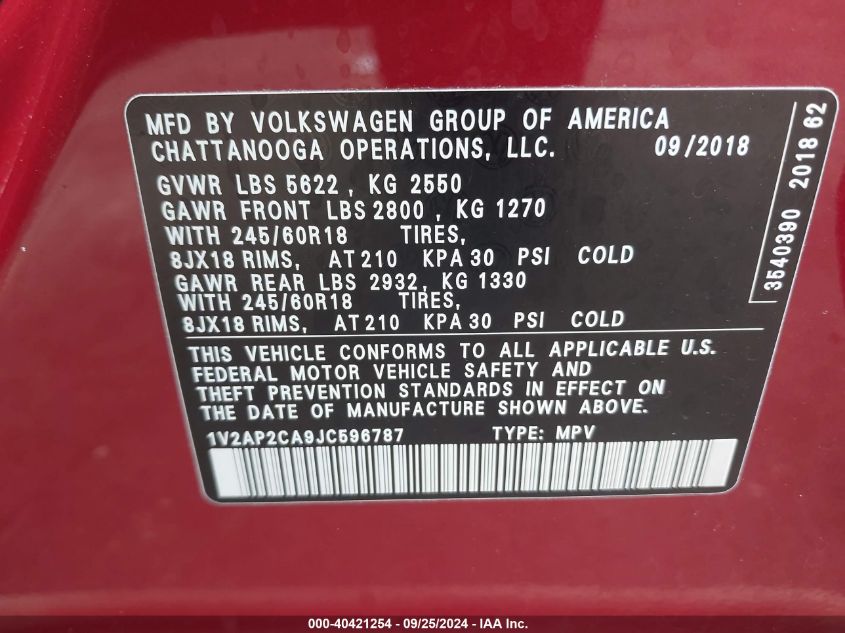 MFD BY VOLKSWAGEN GROUP OF AMERICA
CHATTANOOGA OPERATIONS, LLC. 09/2018
GVWR LBS 5622, KG 2550
GAWR FRONT LBS 2800, KG 1270
WITH 245/60R18 TIRES,
8JX18 RIMS, AT 210 KPA 30 PSI COLD
GAWR REAR LBS 2932, KG 1330
WITH 245/60R18 TIRES,
8JX18 RIMS, AT 210 KPA 30 PSI COLD
THIS VEHICLE CONFORMS TO ALL APPLICABLE U.S.
FEDERAL MOTOR VEHICLE SAFETY AND
THEFT PREVENTION STANDARDS IN EFFECT ON
THE DATE OF MANUFACTURE SHOWN ABOVE.
1V2AP2CA9JC596787 TYPE: MPV
3540390 2018 62
000-40421254 - 09/25/2024 - IAA Inc.